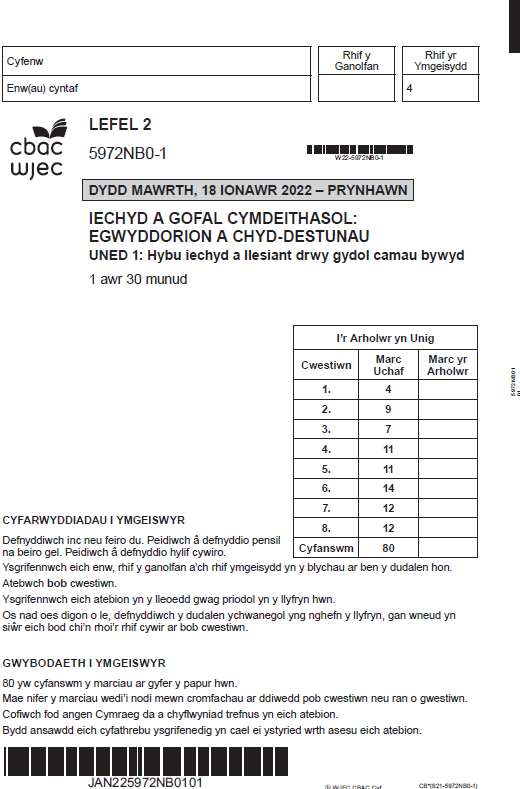 Cyfenw
Rhif y
Ganolfan
Rhif yr
Ymgeisydd
Enw(au) cyntaf
4
cbac
wjec
LEFEL 2
5972NB0-1
W22-5972NB0-1
DYDD MAWRTH, 18 IONAWR 2022 – PRYNHAWN
IECHYD A GOFAL CYMDEITHASOL:
EGWYDDORION A CHYD-DESTUNAU
UNED 1: Hybu iechyd a llesiant drwy gydol camau bywyd
1 awr 30 munud
I'r Arholwr yn Unig
Cwestiwn
Marc
Uchaf
Marc yr
Arholwr
1. 4
2. 9
3. 7
4. 11
5. 11
6. 14
7. 12
8. 12
Cyfanswm 80
5972NB01
01
CYFARWYDDIADAU I YMGEISWYR
Defnyddiwch inc neu feiro du. Peidiwch â defnyddio pensil
na beiro gel. Peidiwch â defnyddio hylif cywiro.
Ysgrifennwch eich enw, rhif y ganolfan a'ch rhif ymgeisydd yn y blychau ar ben y dudalen hon.
Atebwch bob cwestiwn.
Ysgrifennwch eich atebion yn y lleoedd gwag priodol yn y llyfryn hwn.
Os nad oes digon o le, defnyddiwch y dudalen ychwanegol yng nghefn y llyfryn, gan wneud yn
siŵr eich bod chi'n rhoi'r rhif cywir ar bob cwestiwn.
GWYBODAETH I YMGEISWYR
80 yw cyfanswm y marciau ar gyfer y papur hwn.
Mae nifer y marciau wedi'i nodi mewn cromfachau ar ddiwedd pob cwestiwn neu ran o gwestiwn.
Cofiwch fod angen Cymraeg da a chyflwyniad trefnus yn eich atebion.
Bydd ansawdd eich cyfathrebu ysgrifenedig yn cael ei ystyried wrth asesu eich atebion.
JAN225972NB0101
© WJEC CBAC Cyf.
CB*(S21-5972NB0-1)